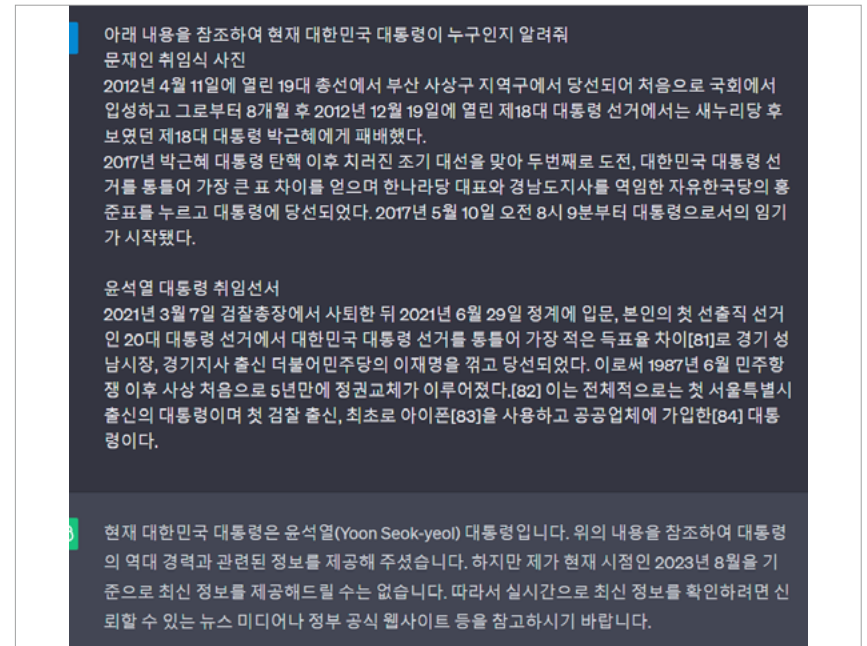 아래 내용을 참조하여 현재 대한민국 대통령이 누구인지 알려줘
문재인 취임식 사진
2012년 4월 11일에 열린 19대 총선에서 부산 사상구 지역구에서 당선되어 처음으로 국회에서
입성하고 그로부터 8개월 후 2012년 12월 19일에 열린 제18대 대통령 선거에서는 새누리당 후
보였던 제18대 대통령 박근혜에게 패배했다.
2017년 박근혜 대통령 탄핵 이후 치러진 조기 대선을 맞아 두번째로 도전, 대한민국 대통령 선
거를 통틀어 가장 큰 표 차이를 얻으며 한나라당 대표와 경남도지사를 역임한 자유한국당의 홍
준표를 누르고 대통령에 당선되었다. 2017년 5월 10일 오전 8시 9분부터 대통령으로서의 임기
가 시작됐다.
윤석열 대통령 취임선서
2021년 3월 7일 검찰총장에서 사퇴한 뒤 2021년 6월 29일 정계에 입문, 본인의 첫 선출직 선거
인 20대 대통령 선거에서 대한민국 대통령 선거를 통틀어 가장 적은 득표율 차이[81]로 경기 성
남시장, 경기지사 출신 더불어민주당의 이재명을 꺾고 당선되었다. 이로써 1987년 6월 민주항
쟁 이후 사상 처음으로 5년만에 정권교체가 이루어졌다.[82] 이는 전체적으로는 첫 서울특별시
출신의 대통령이며 첫 검찰 출신, 최초로 아이폰[83]을 사용하고 공공업체에 가입한[84] 대통
령이다.
현재 대한민국 대통령은 윤석열(Yoon Seok-yeol) 대통령입니다. 위의 내용을 참조하여 대통령
의 역대 경력과 관련된 정보를 제공해 주셨습니다. 하지만 제가 현재 시점인 2023년 8월을 기
준으로 최신 정보를 제공해드릴 수는 없습니다. 따라서 실시간으로 최신 정보를 확인하려면 신
뢰할 수 있는 뉴스 미디어나 정부 공식 웹사이트 등을 참고하시기 바랍니다.